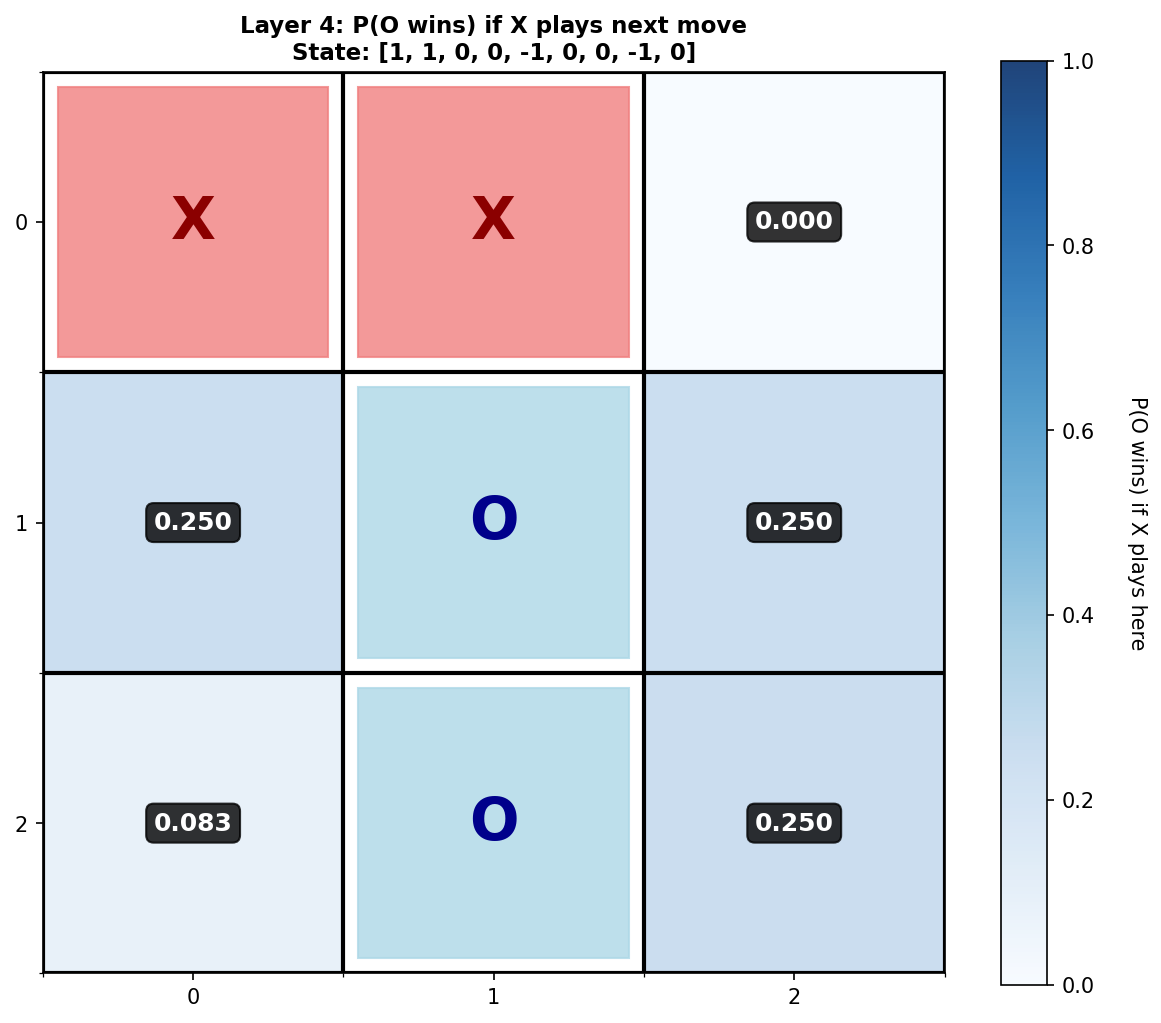 Layer 4: P(O wins) if X plays next move
State: [1, 1, 0, 0, -1, 0, 0, -1, 0]
X
X
0.000
0.250
O
0.250
0.083
O
0.250
0
1
2
0
1
2
1.0
0.8
0.6
0.4
0.2
0.0
P(O wins) if X plays here